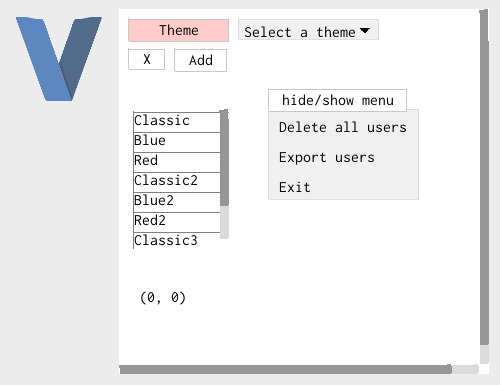 Theme
Select a theme
X
Add
hide/show menu
Delete all users
Export users
Exit
Classic
Blue
Red
Classic2
Blue2
Red2
Classic3
(0, 0)